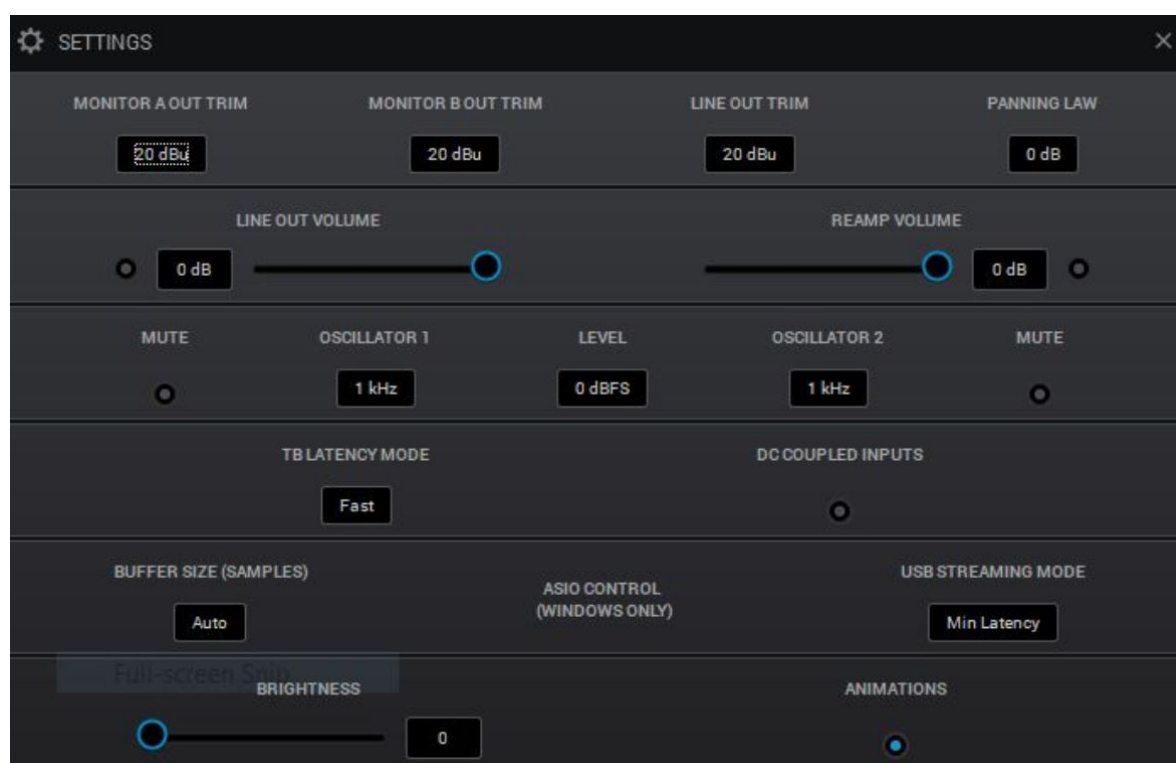 SETTINGS
MONITOR A OUT TRIM MONITOR B OUT TRIM LINE OUT TRIM PANNING LAW
20 dBu 20 dBu 20 dBu 0 dB
LINE OUT VOLUME REAMP VOLUME
0 dB 0 dB
MUTE OSCILLATOR 1 LEVEL OSCILLATOR 2 MUTE
1 kHz 0 dBFS 1 kHz
TB LATENCY MODE DC COUPLED INPUTS
Fast
BUFFER SIZE (SAMPLES) ASIO CONTROL USB STREAMING MODE
(WINDOWS ONLY)
Auto Min Latency
Full-screen Snip
BRIGHTNESS ANIMATIONS
0